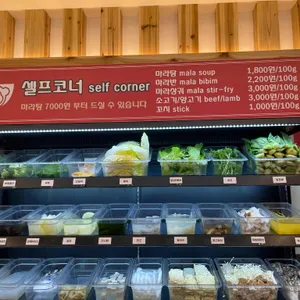 셀프코너 self corner
마라탕 7000원 부터 드실 수 있습니다
마라탕 mala soup 1,800원/100g
마라반 mala bibim 2,200원/100g
마라샹궈 mala stir-fry 3,000원/100g
소고기/양고기 beef/lamb 3,000원/100g
꼬치 stick 1,000원